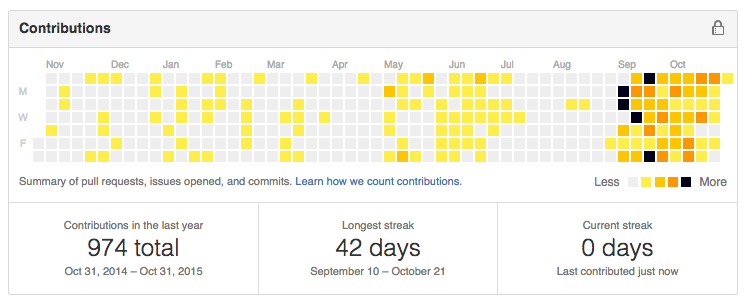 Contributions
Nov Dec Jan Feb Mar Apr May Jun Jul Aug Sep Oct
M
W
F
Summary of pull requests, issues opened, and commits. Learn how we count contributions.
Less More
Contributions in the last year
974 total
Oct 31, 2014 – Oct 31, 2015
Longest streak
42 days
September 10 – October 21
Current streak
0 days
Last contributed just now